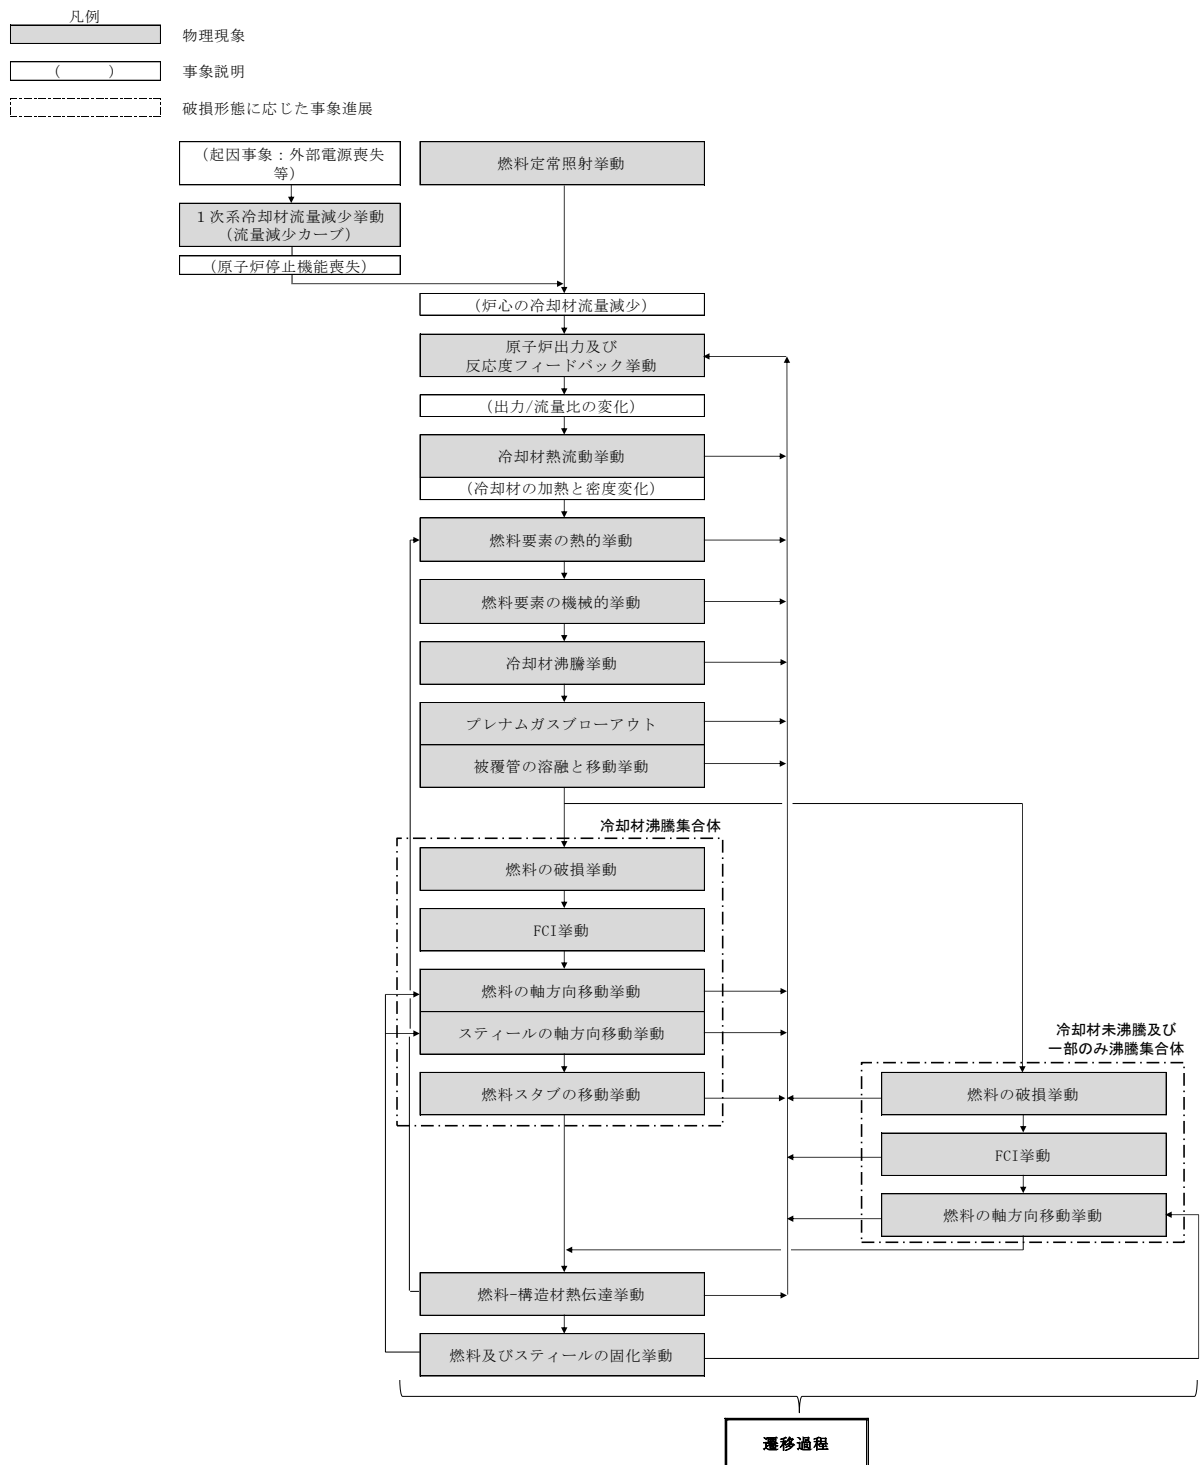 凡例
物理現象
(　　　)
事象説明
破損形態に応じた事象進展
(起因事象：外部電源喪失
等)
燃料定常照射挙動
１次系冷却材流量減少挙動
(流量減少カーブ)
(原子炉停止機能喪失)
(炉心の冷却材流量減少)
原子炉出力及び
反応度フィードバック挙動
(出力/流量比の変化)
冷却材熱流動挙動
(冷却材の加熱と密度変化)
燃料要素の熱的挙動
燃料要素の機械的挙動
冷却材沸騰挙動
プレナムガスブローアウト
被覆管の溶融と移動挙動
冷却材沸騰集合体
燃料の破損挙動
FCI挙動
燃料の軸方向移動挙動
スティールの軸方向移動挙動
燃料スタブの移動挙動
冷却材未沸騰及び
一部のみ沸騰集合体
燃料の破損挙動
FCI挙動
燃料の軸方向移動挙動
燃料-構造材熱伝達挙動
燃料及びスティールの固化挙動
遷移過程